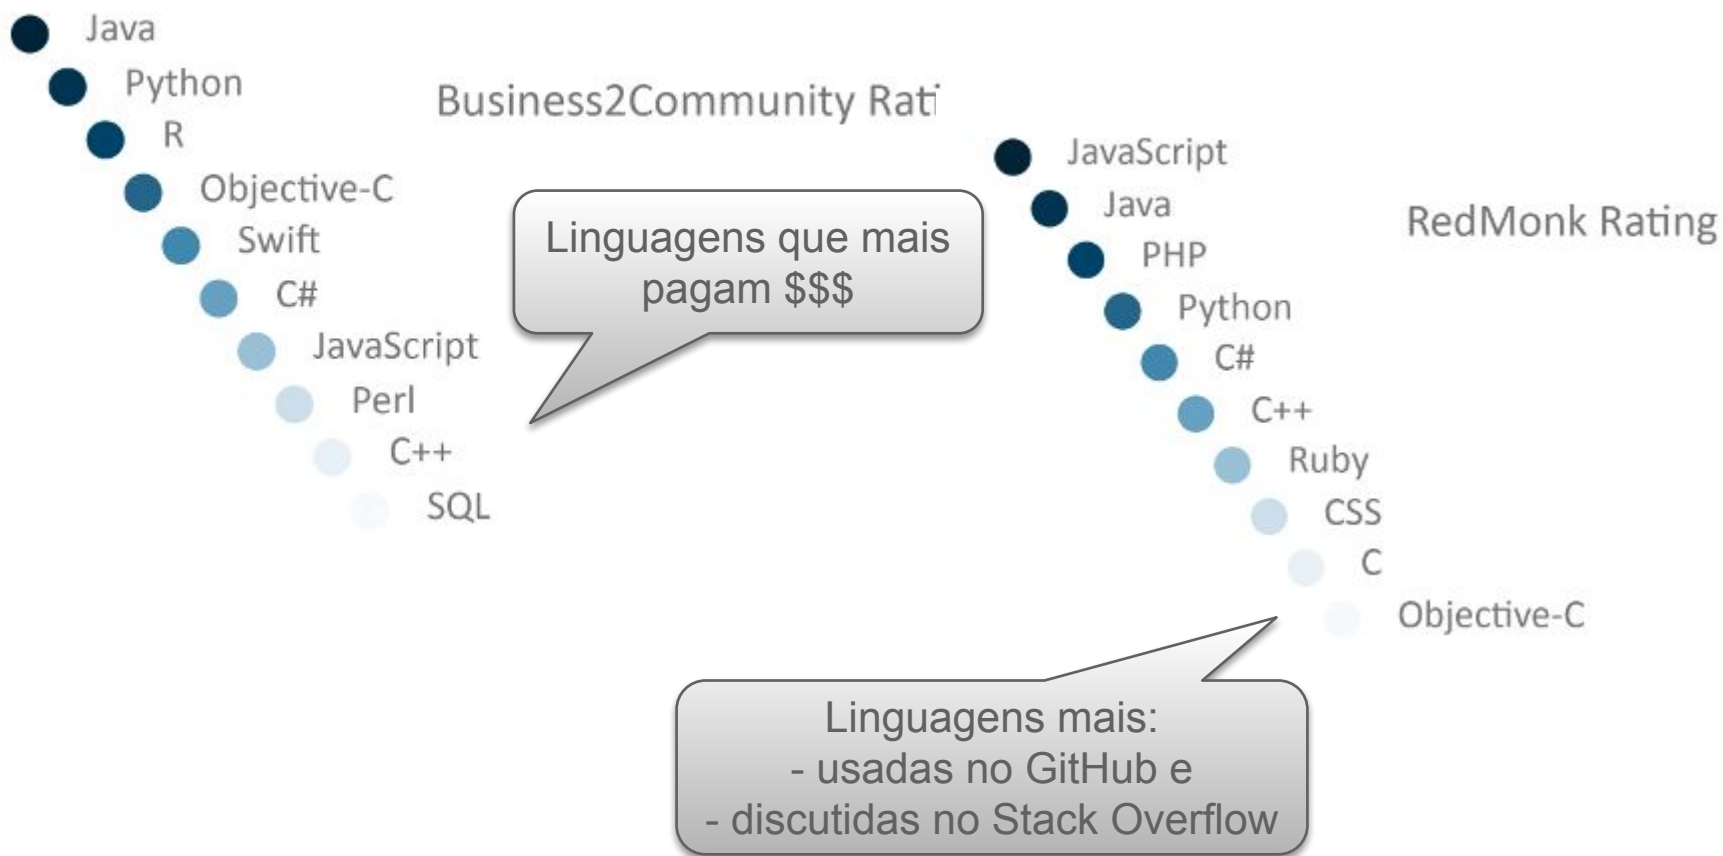 Java
Python
R
Objective-C
Swift
C#
JavaScript
Perl
C++
SQL
Business2Community Rati
Linguagens que mais
pagam $$$
JavaScript
Java
PHP
Python
C#
C++
Ruby
CSS
C
Objective-C
RedMonk Rating
Linguagens mais:
- usadas no GitHub e
- discutidas no Stack Overflow